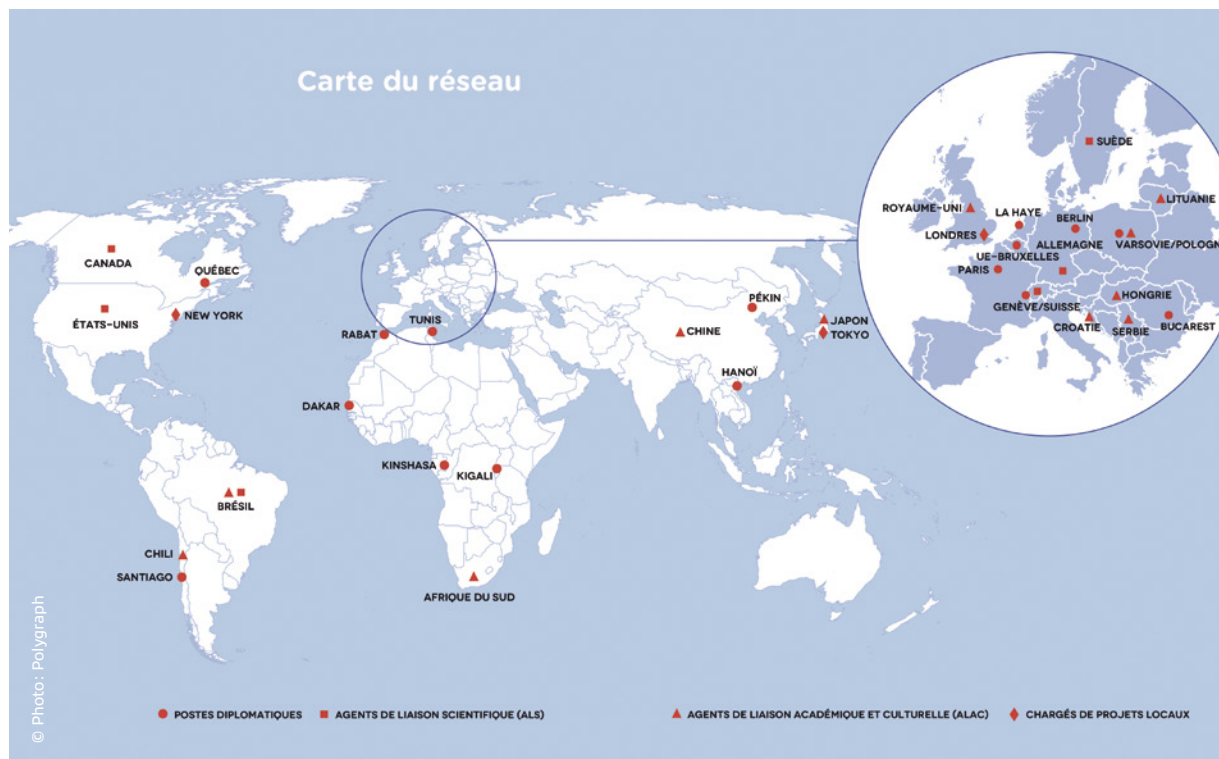 Carte du réseau
SUÈDE
LITUANIE
ROYAUME-UNI
LA HAYE
BERLIN
LONDRES
ALLEMAGNE
VARSOVIE/POLOGN
UE-BRUXELLES
PARIS
GENÈVE/SUISSE
HONGRIE
CROATIE
SERBIE
BUCAREST
CANADA
QUÉBEC
ÉTATS-UNIS
NEW YORK
TUNIS
RABAT
PÉKIN
CHINE
JAPON
TOKYO
HANOÏ
DAKAR
KINSHASA
KIGALI
BRÉSIL
CHILI
SANTIAGO
AFRIQUE DU SUD
POSTES DIPLOMATIQUES
AGENTS DE LIAISON SCIENTIFIQUE (ALS)
AGENTS DE LIAISON ACADÉMIQUE ET CULTURELLE (ALAC)
CHARGÉS DE PROJETS LOCAUX
© Photo: Polygraph